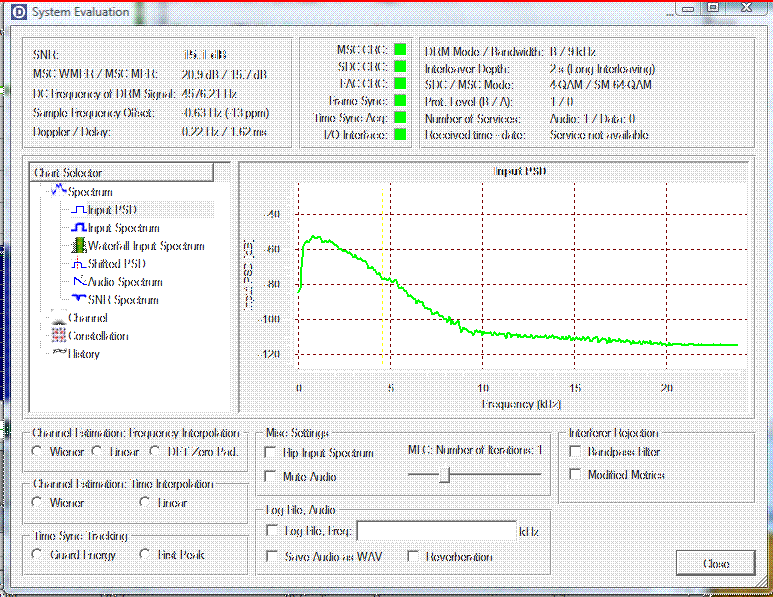 System Evaluation
SNR: 15.1 dB
MSC WMER / MSC MER: 20.9 dB / 15.7 dB
DC Frequency of DRM Signal: 4576.21 Hz
Sample Frequency Offset: -0.63 Hz (-13 ppm)
Doppler / Delay: 0.22 Hz / 1.62 ms
MSC CRC:
SDC CRC:
FAC CRC:
Frame Sync:
Time Sync Acq:
I/O Interface:
DRM Mode / Bandwidth: B / 9 kHz
Interleaver Depth: 2 s (Long Interleaving)
SDC / MSC Mode: 4-QAM / SM 64-QAM
Prot. Level (B / A): 1 / 0
Number of Services: Audio: 1 / Data: 0
Received time - date: Service not available
Chart Selector
Spectrum
Input PSD
Input Spectrum
Waterfall Input Spectrum
Shifted PSD
Audio Spectrum
SNR Spectrum
Channel
Constellation
History
Input PSD
-40
-60
-80
-100
-120
0 5 10 15 20
Frequency [kHz]
Channel Estimation: Frequency Interpolation
Wiener Linear DFT Zero Pad.
Channel Estimation: Time Interpolation
Wiener Linear
Time Sync Tracking
Guard Energy First Peak
Misc Settings
Flip Input Spectrum
Mute Audio
MLC: Number of Iterations: 1
Log File, Audio
Log File, Freq: kHz
Save Audio as WAV Reverberation
Interferer Rejection
Bandpass Filter
Modified Metrics
Close